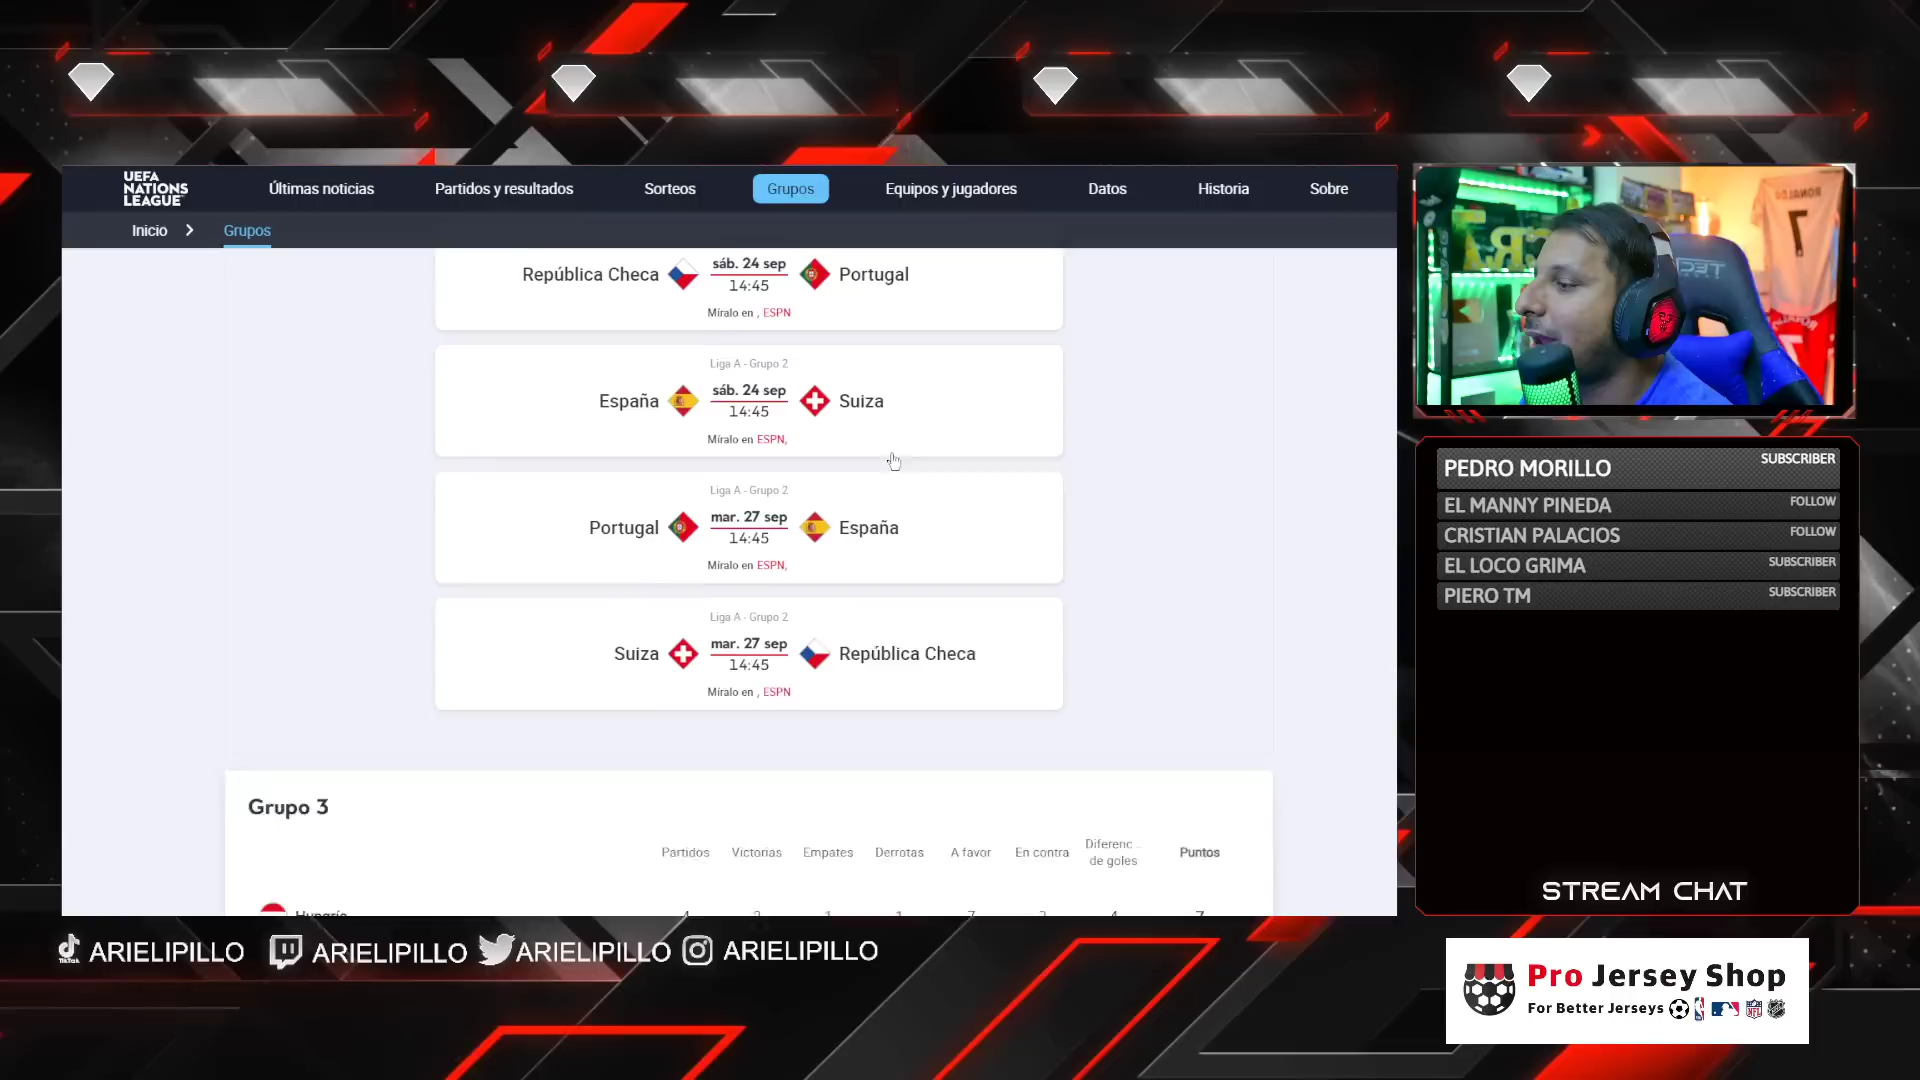 UEFA
NATIONS
LEAGUE
Últimas noticias
Partidos y resultados
Sorteos
Grupos
Equipos y jugadores
Datos
Historia
Sobre
Inicio
Grupos
República Checa
sáb. 24 sep
14:45
Portugal
Míralo en , ESPN
Liga A - Grupo 2
España
sáb. 24 sep
14:45
Suiza
Míralo en ESPN,
Liga A - Grupo 2
Portugal
mar. 27 sep
14:45
España
Míralo en ESPN,
Liga A - Grupo 2
Suiza
mar. 27 sep
14:45
República Checa
Míralo en , ESPN
Grupo 3
Partidos
Victorias
Empates
Derrotas
A favor
En contra
Diferenc...
de goles
Puntos
RONALDO
7
PEDRO MORILLO
SUBSCRIBER
EL MANNY PINEDA
FOLLOW
CRISTIAN PALACIOS
FOLLOW
EL LOCO GRIMA
SUBSCRIBER
PIERO TM
SUBSCRIBER
STREAM CHAT
TikTok
ARIELIPILLO
ARIELIPILLO
ARIELIPILLO
ARIELIPILLO
Pro Jersey Shop
For Better Jerseys